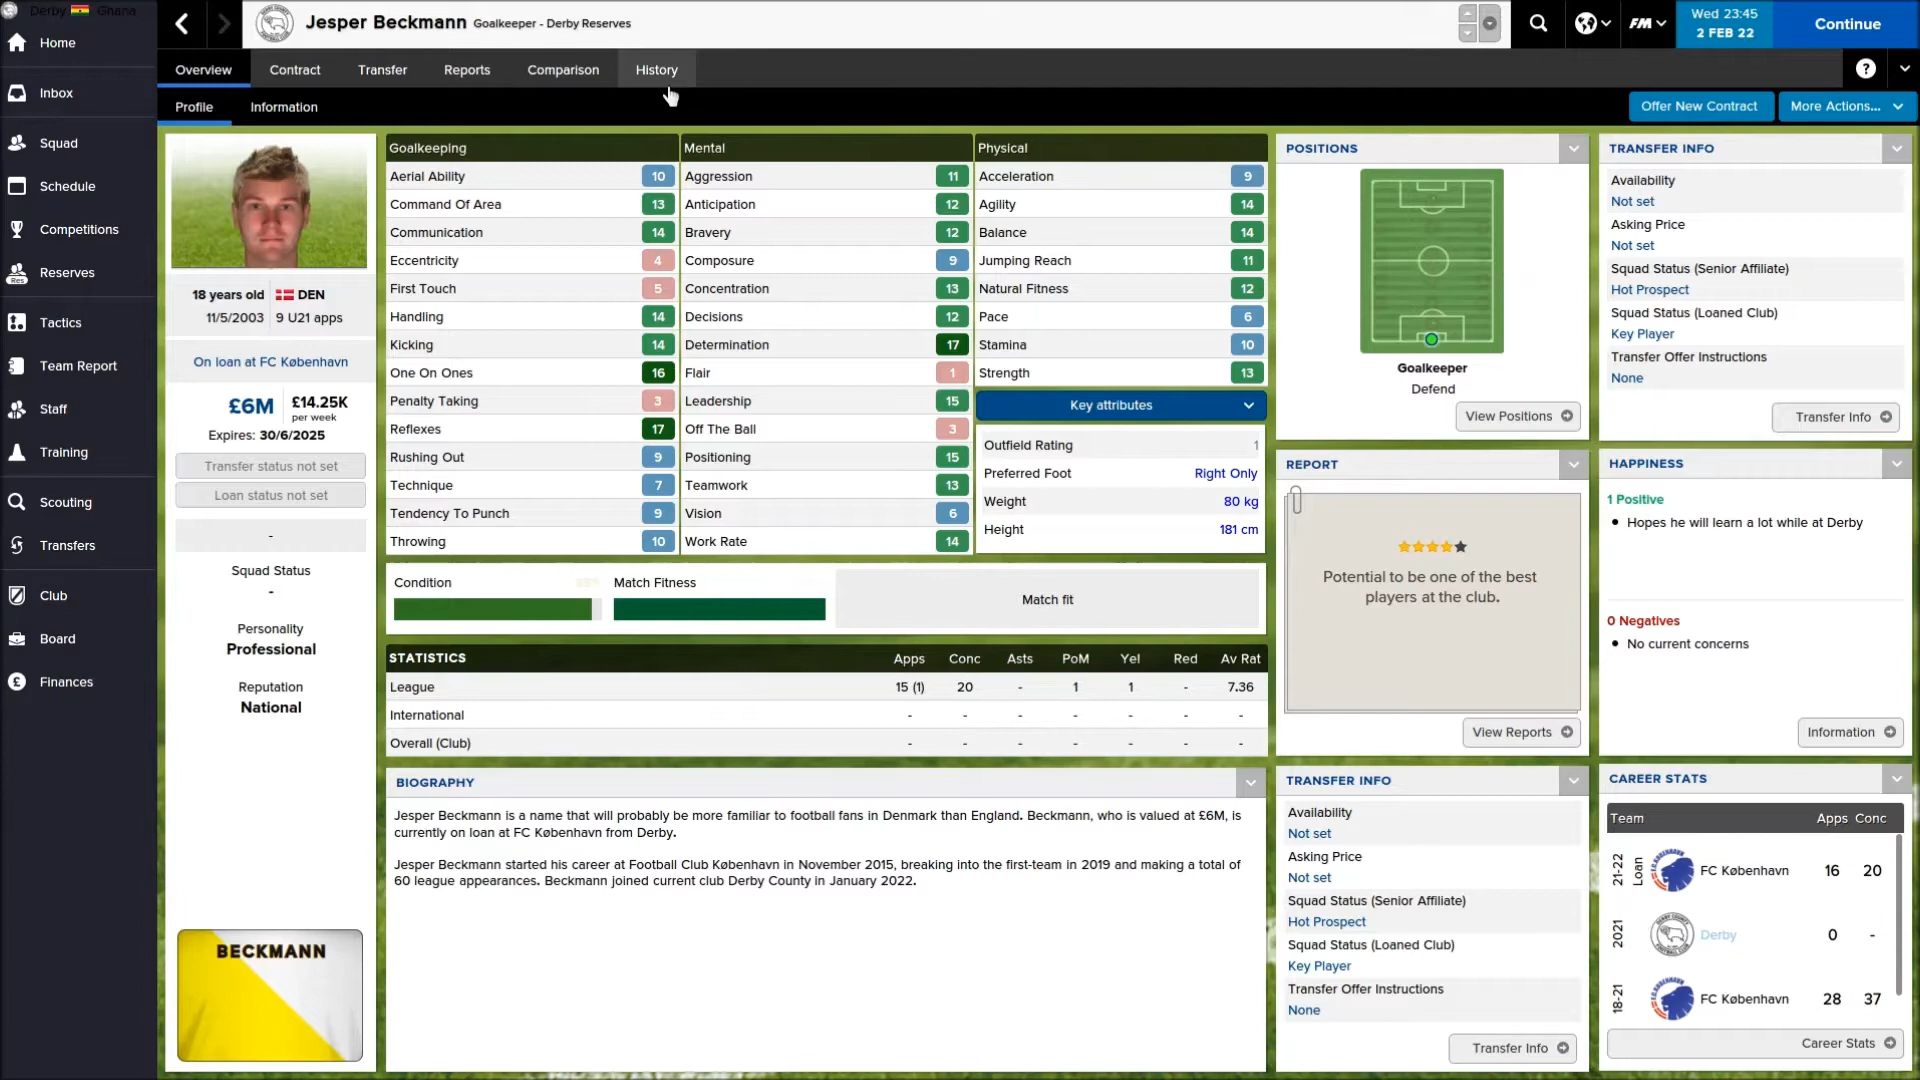 Derby Ghana
Home
Inbox
Squad
Schedule
Competitions
Reserves
Tactics
Team Report
Staff
Training
Scouting
Transfers
Club
Board
Finances
Jesper Beckmann Goalkeeper - Derby Reserves
FM
Wed 23:45
2 FEB 22
Continue
Overview Contract Transfer Reports Comparison History
?
Profile Information
Offer New Contract More Actions...
18 years old DEN
11/5/2003 9 U21 apps
On loan at FC København
£6M £14.25K
per week
Expires: 30/6/2025
Transfer status not set
Loan status not set
-
Squad Status
-
Personality
Professional
Reputation
National
BECKMANN
Goalkeeping
Aerial Ability 10
Command Of Area 13
Communication 14
Eccentricity 4
First Touch 5
Handling 14
Kicking 14
One On Ones 16
Penalty Taking 3
Reflexes 17
Rushing Out 9
Technique 7
Tendency To Punch 9
Throwing 10
Mental
Aggression 11
Anticipation 12
Bravery 12
Composure 9
Concentration 13
Decisions 12
Determination 17
Flair 1
Leadership 15
Off The Ball 3
Positioning 15
Teamwork 13
Vision 6
Work Rate 14
Physical
Acceleration 9
Agility 14
Balance 14
Jumping Reach 11
Natural Fitness 12
Pace 6
Stamina 10
Strength 13
Key attributes
Outfield Rating 1
Preferred Foot Right Only
Weight 80 kg
Height 181 cm
Condition Match Fitness
Match fit
STATISTICS Apps Conc Asts PoM Yel Red Av Rat
League 15 (1) 20 - 1 1 - 7.36
International - - - - - - -
Overall (Club) - - - - - - -
BIOGRAPHY
Jesper Beckmann is a name that will probably be more familiar to football fans in Denmark than England. Beckmann, who is valued at £6M, is
currently on loan at FC København from Derby.
Jesper Beckmann started his career at Football Club København in November 2015, breaking into the first-team in 2019 and making a total of
60 league appearances. Beckmann joined current club Derby County in January 2022.
POSITIONS
Goalkeeper
Defend
View Positions
REPORT
Potential to be one of the best
players at the club.
View Reports
TRANSFER INFO
Availability
Not set
Asking Price
Not set
Squad Status (Senior Affiliate)
Hot Prospect
Squad Status (Loaned Club)
Key Player
Transfer Offer Instructions
None
Transfer Info
TRANSFER INFO
Availability
Not set
Asking Price
Not set
Squad Status (Senior Affiliate)
Hot Prospect
Squad Status (Loaned Club)
Key Player
Transfer Offer Instructions
None
Transfer Info
HAPPINESS
1 Positive
• Hopes he will learn a lot while at Derby
0 Negatives
• No current concerns
Information
CAREER STATS
Team Apps Conc
21-22 Loan FC København 16 20
2021 Derby 0 -
18-21 FC København 28 37
Career Stats